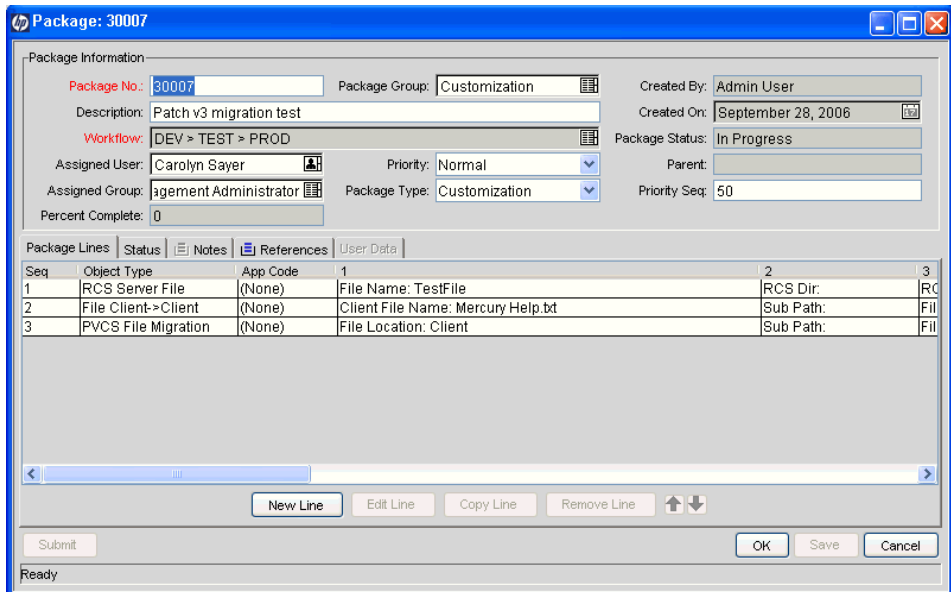 hp Package: 30007
Package Information
Package No.: 30007 Package Group: Customization Created By: Admin User
Description: Patch v3 migration test Created On: September 28, 2006
Workflow: DEV > TEST > PROD Package Status: In Progress
Assigned User: Carolyn Sayer Priority: Normal Parent:
Assigned Group: agement Administrator Package Type: Customization Priority Seq: 50
Percent Complete: 0
Package Lines Status Notes References User Data
Seq Object Type App Code 1 2 3
1 RCS Server File (None) File Name: TestFile RCS Dir: RC
2 File Client->Client (None) Client File Name: Mercury Help.txt Sub Path: Fil
3 PVCS File Migration (None) File Location: Client Sub Path: Fil
New Line Edit Line Copy Line Remove Line
Submit OK Save Cancel
Ready